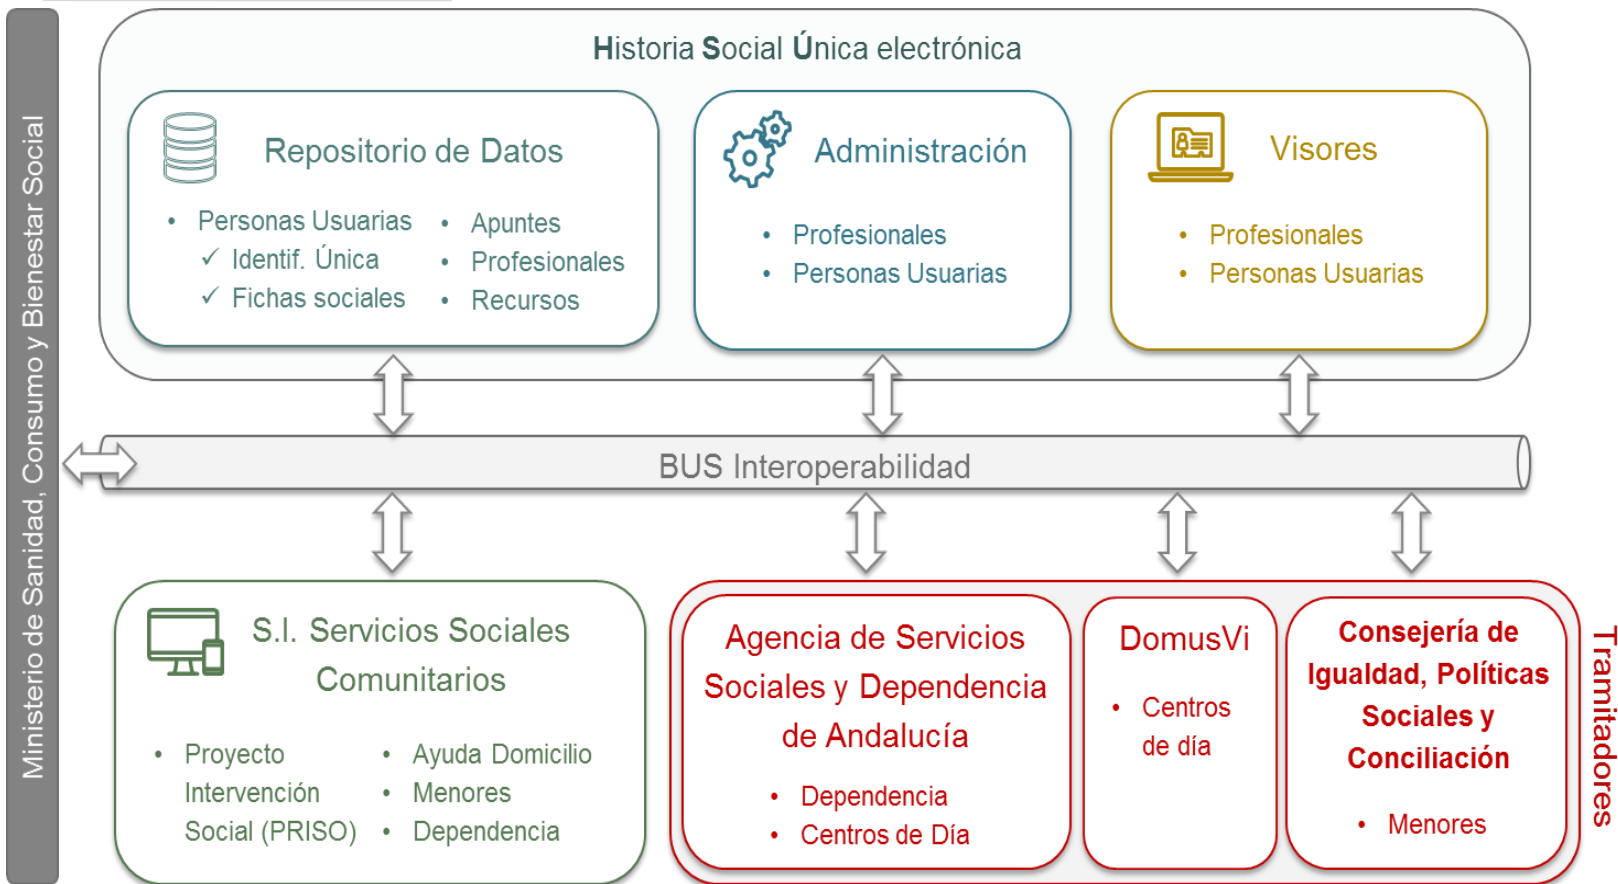 Ministerio de Sanidad, Consumo y Bienestar Social
Historia Social Única electrónica
Repositorio de Datos
• Personas Usuarias
✓ Identif. Única
✓ Fichas sociales
• Apuntes
• Profesionales
• Recursos
Administración
• Profesionales
• Personas Usuarias
Visores
• Profesionales
• Personas Usuarias
BUS Interoperabilidad
S.I. Servicios Sociales
Comunitarios
• Proyecto
Intervención
Social (PRISO)
• Ayuda Domicilio
• Menores
• Dependencia
Agencia de Servicios
Sociales y Dependencia
de Andalucía
• Dependencia
• Centros de Día
DomusVi
• Centros
de día
Consejería de
Igualdad, Políticas
Sociales y
Conciliación
• Menores
Tramitadores